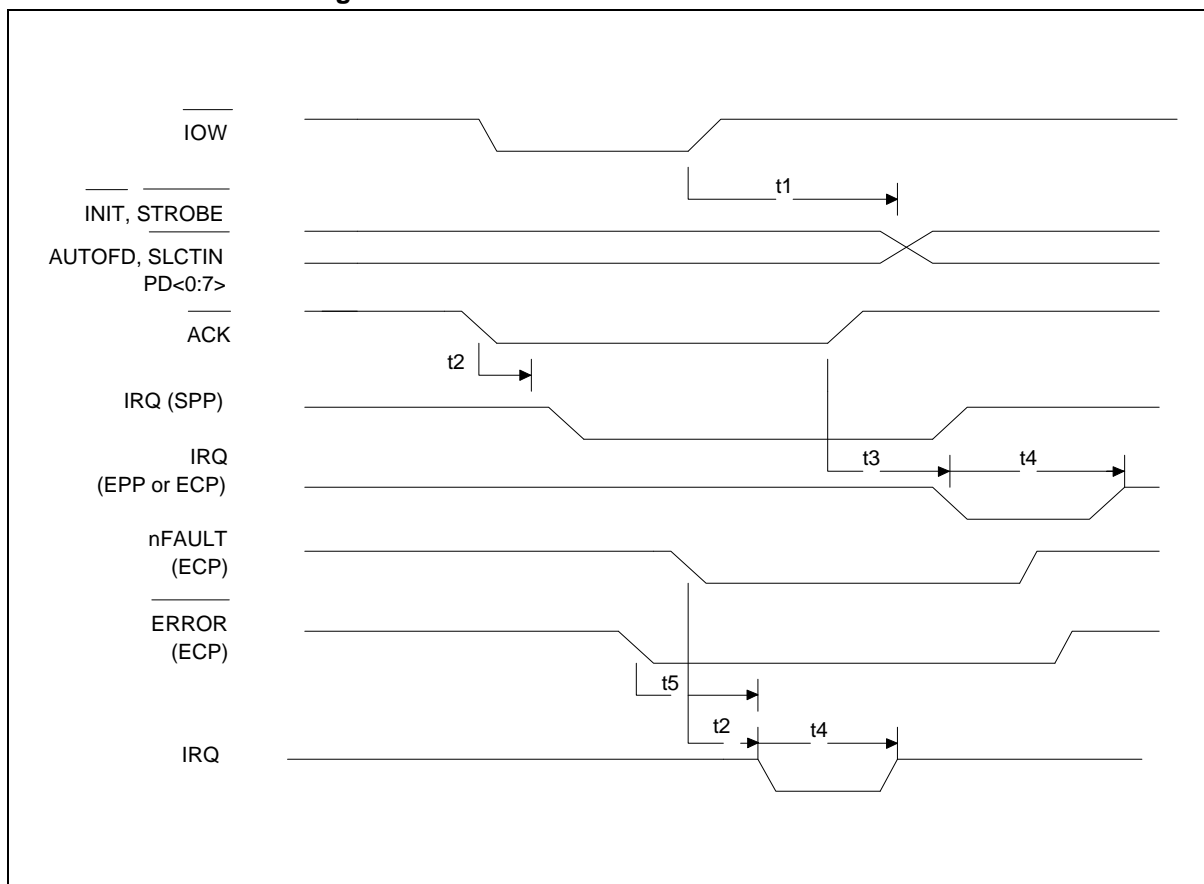 IOW
t1
INIT, STROBE
AUTOFD, SLCTIN
PD<0:7>
ACK
t2
IRQ (SPP)
IRQ
(EPP or ECP)
t3
t4
nFAULT
(ECP)
ERROR
(ECP)
t5
t2
t4
IRQ